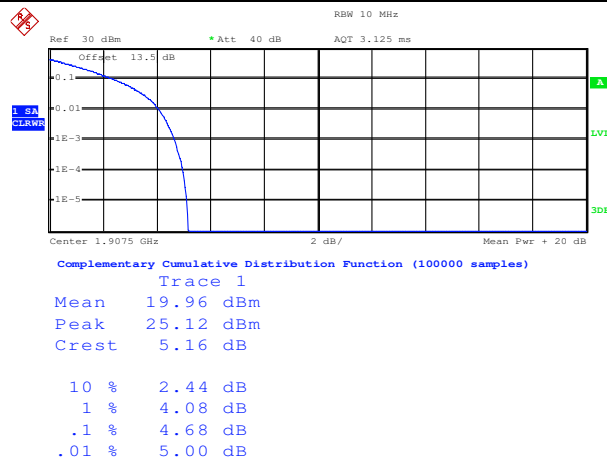 RBW 10 MHz
Ref 30 dBm *Att 40 dB AQT 3.125 ms
Offset 13.5 dB
0.1
A
0.01
1 SA
CLRWR
1E-3
1E-4
1E-5
Center 1.9075 GHz 2 dB/ Mean Pwr + 20 dB
Complementary Cumulative Distribution Function (100000 samples)
Trace 1
Mean 19.96 dBm
Peak 25.12 dBm
Crest 5.16 dB
10 % 2.44 dB
1 % 4.08 dB
.1 % 4.68 dB
.01 % 5.00 dB